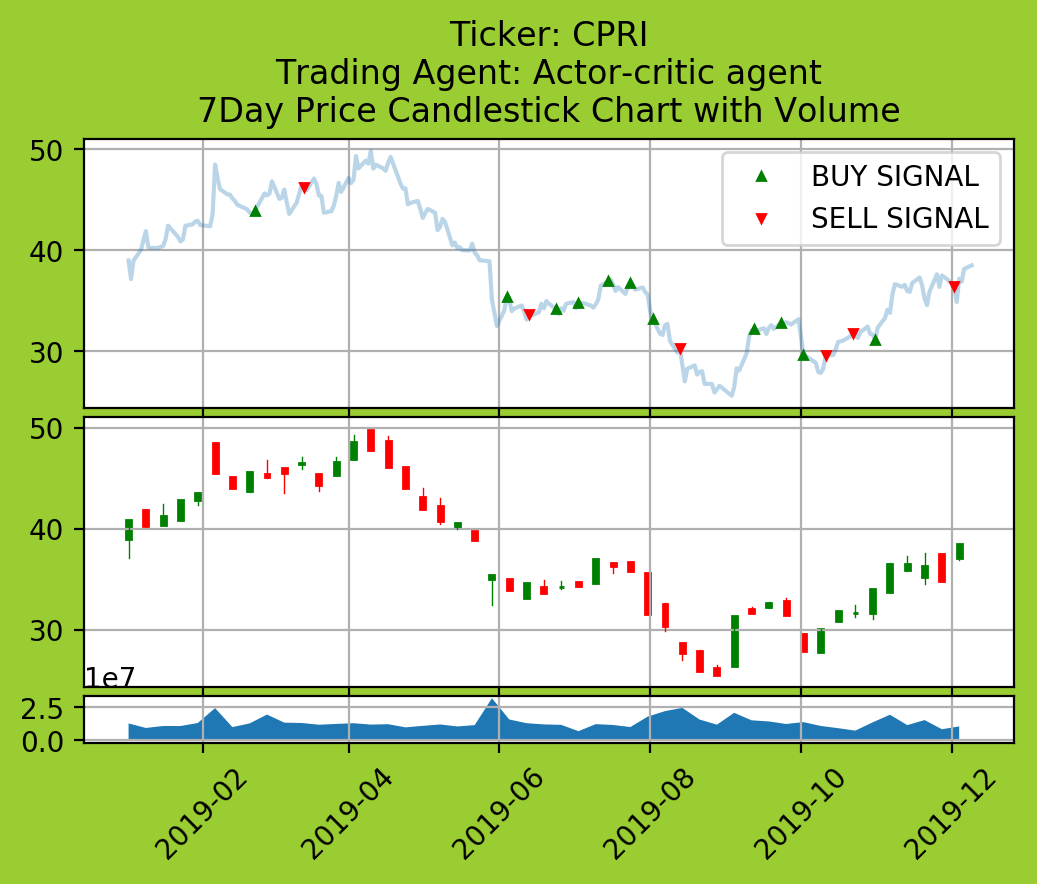 Ticker: CPRI
Trading Agent: Actor-critic agent
7Day Price Candlestick Chart with Volume
BUY SIGNAL
SELL SIGNAL
50
40
30
50
40
30
1e7
2.5
0.0
2019-02
2019-04
2019-06
2019-08
2019-10
2019-12